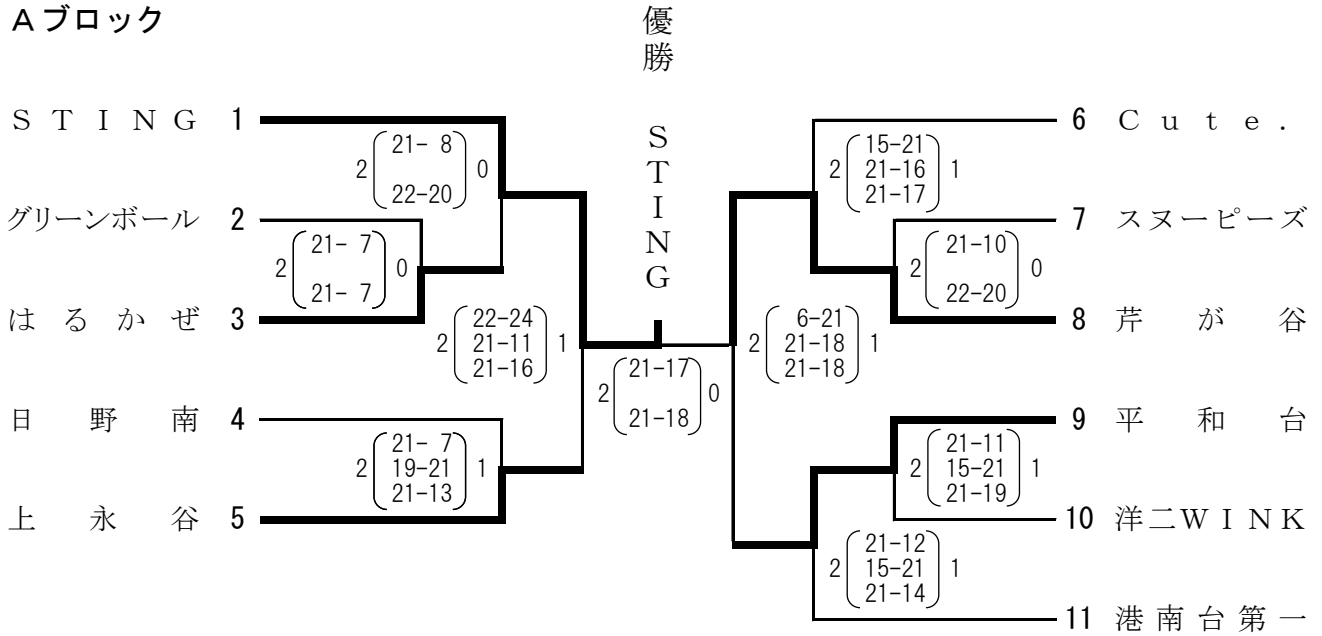 Aブロック
優勝 STING
STING 1
2 21- 8 0
22-20
グリーンボール 2
2 21- 7 0
21- 7
はるかぜ 3
22-24
2 21-11 1
21-16
日野南 4
21- 7
2 19-21 1
21-13
上永谷 5
21-17
2 0
21-18
6 Cute.
15-21
2 21-16 1
21-17
7 スヌーピーズ
21-10
2 0
22-20
8 芹が谷
6-21
2 21-18 1
21-18
9 平和台
21-11
2 15-21 1
21-19
10 洋二WINK
21-12
2 15-21 1
21-14
11 港南台第一